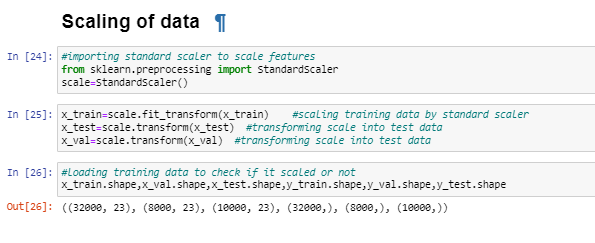 Scaling of data ¶
In [24]: #importing standard scaler to scale features
from sklearn.preprocessing import StandardScaler
scale=StandardScaler()
In [25]: x_train=scale.fit_transform(x_train)    #scaling training data by standard scaler
x_test=scale.transform(x_test)  #transforming scale into test data
x_val=scale.transform(x_val)  #transforming scale into test data
In [26]: #Loading training data to check if it scaled or not
x_train.shape,x_val.shape,x_test.shape,y_train.shape,y_val.shape,y_test.shape
Out[26]: ((32000, 23), (8000, 23), (10000, 23), (32000,), (8000,), (10000,))